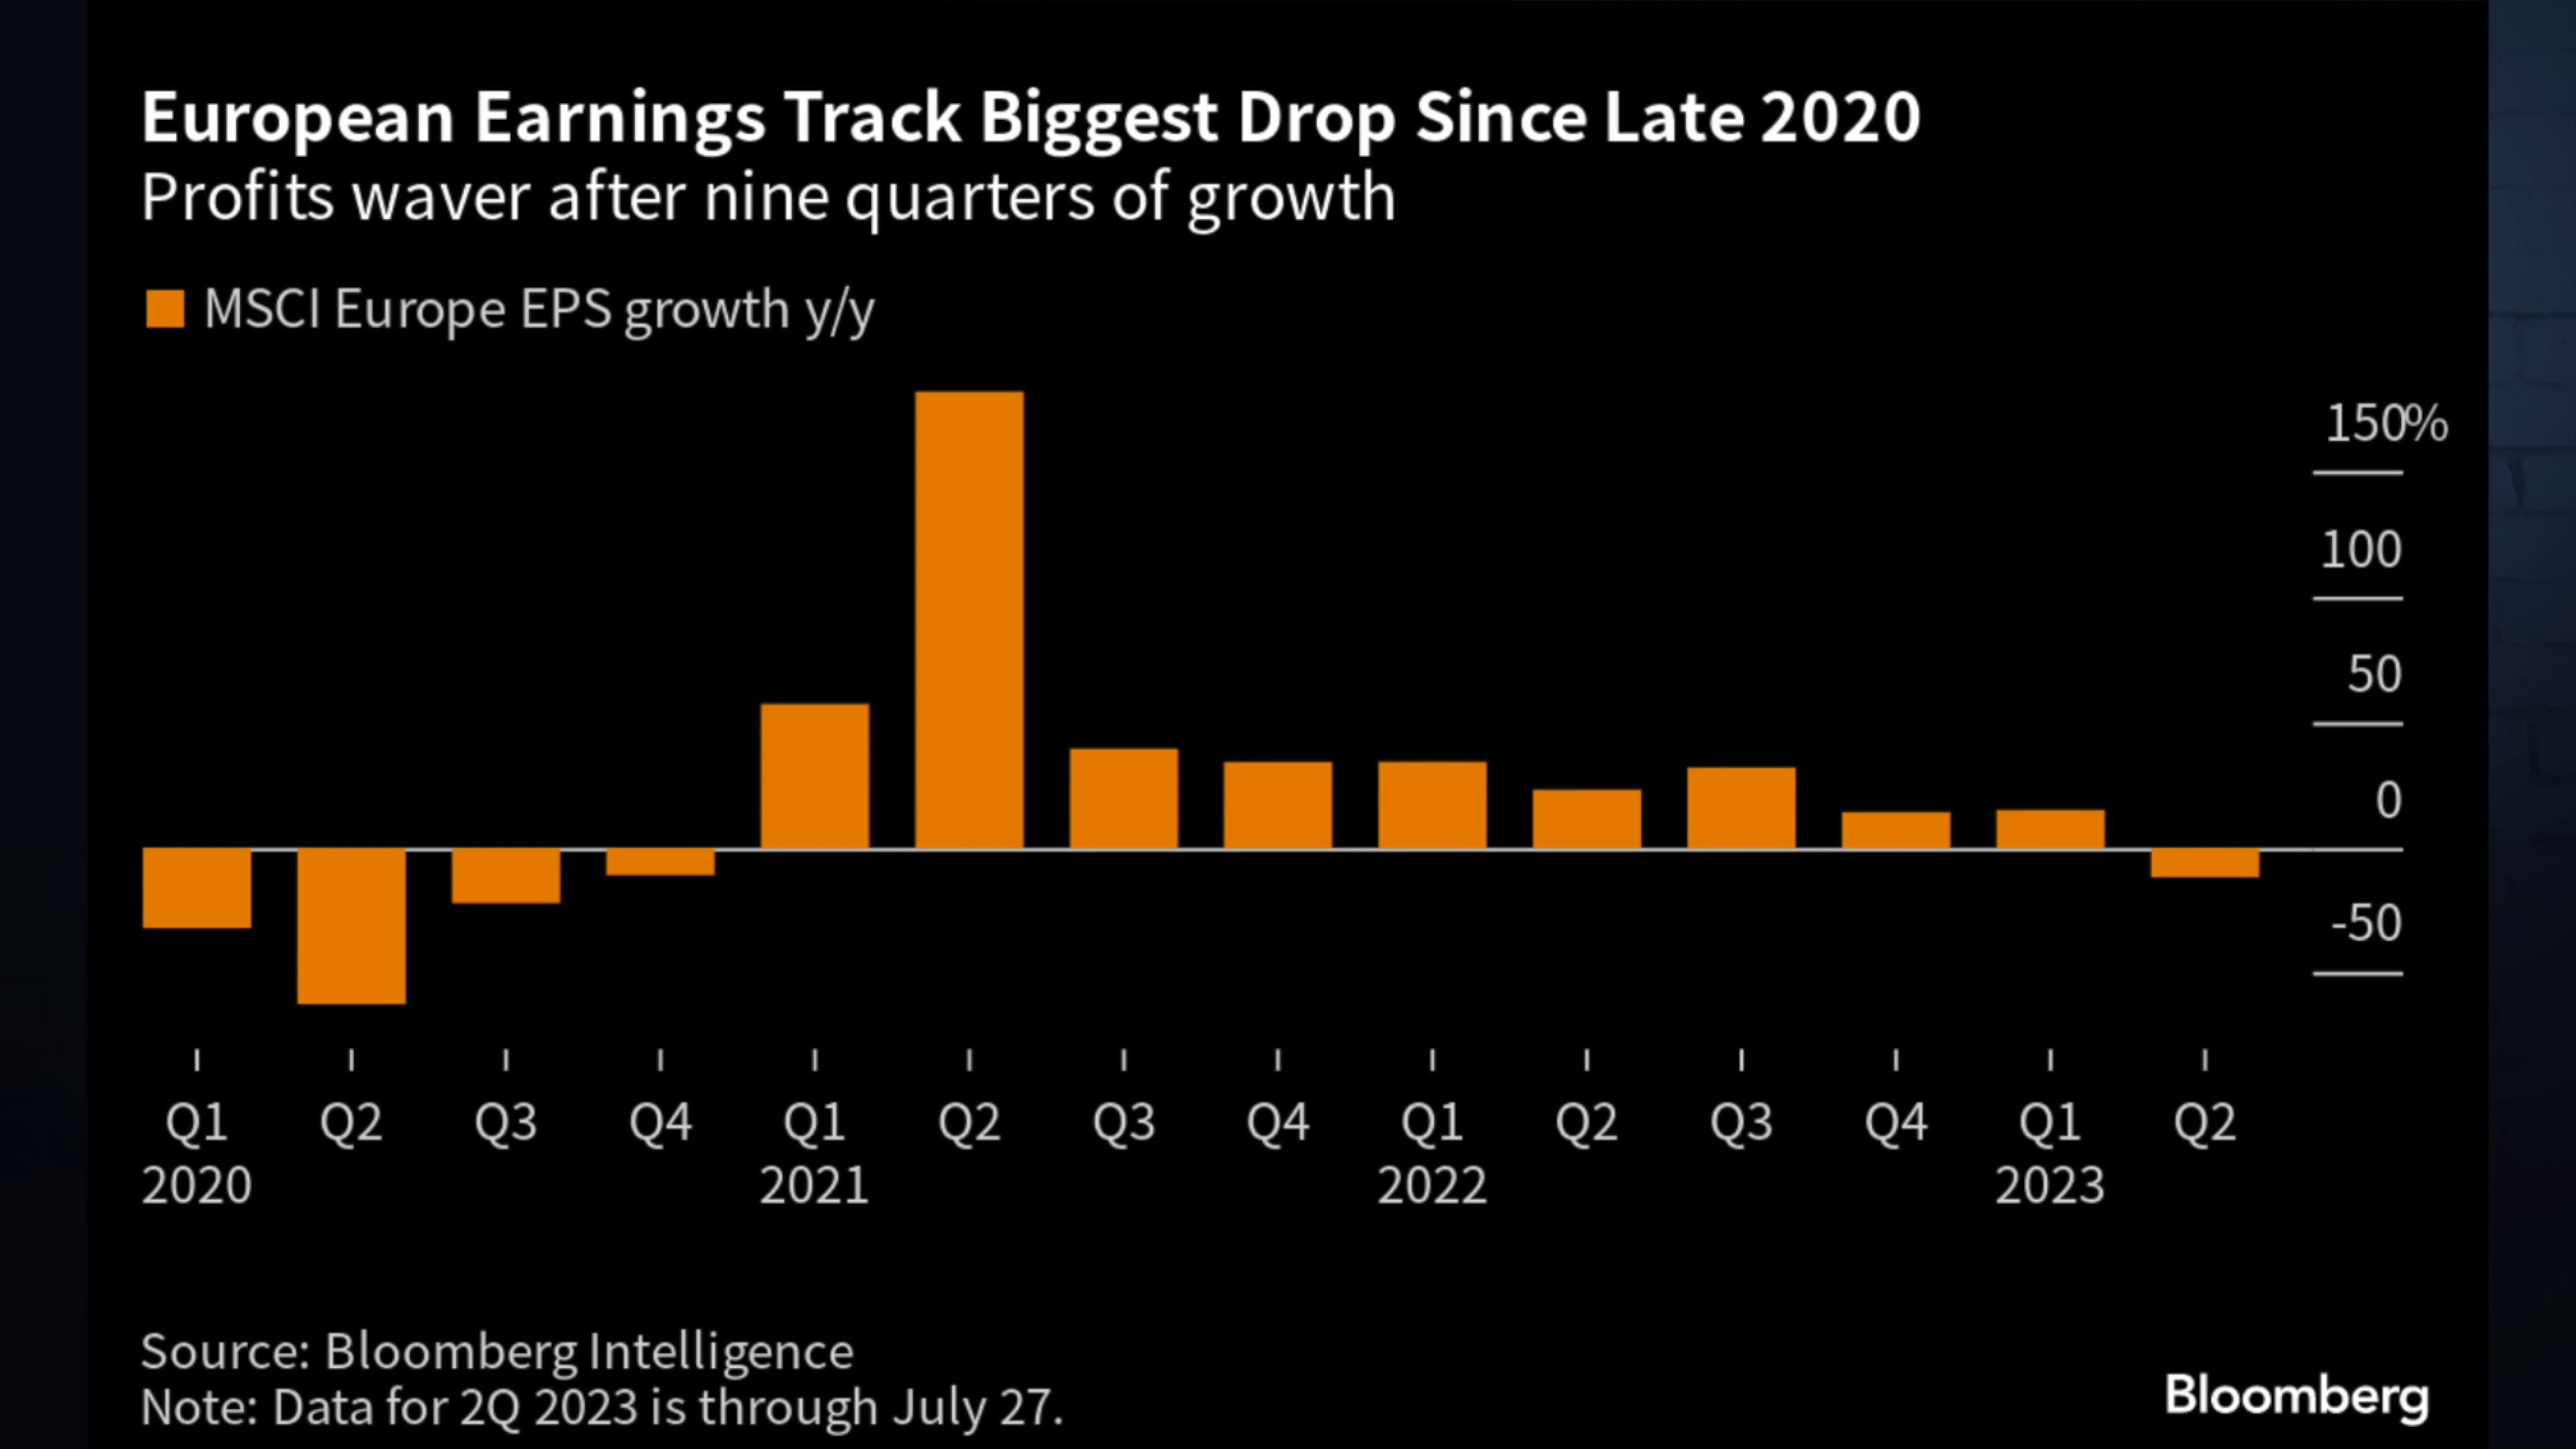 European Earnings Track Biggest Drop Since Late 2020
Profits waver after nine quarters of growth
MSCI Europe EPS growth y/y
150%
100
50
0
-50
Q1 Q2 Q3 Q4 Q1 Q2 Q3 Q4 Q1 Q2 Q3 Q4 Q1 Q2
2020 2021 2022 2023
Source: Bloomberg Intelligence
Note: Data for 2Q 2023 is through July 27.
Bloomberg